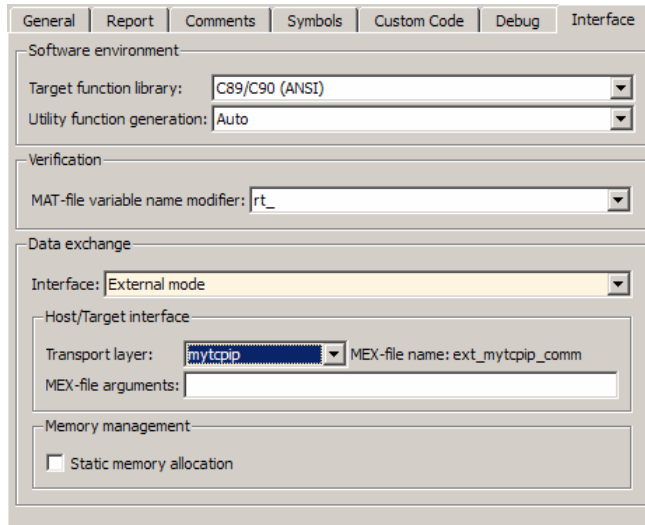 General Report Comments Symbols Custom Code Debug Interface
Software environment
Target function library: C89/C90 (ANSI)
Utility function generation: Auto
Verification
MAT-file variable name modifier: rt_
Data exchange
Interface: External mode
Host/Target interface
Transport layer: mytcpip MEX-file name: ext_mytcpip_comm
MEX-file arguments:
Memory management
Static memory allocation